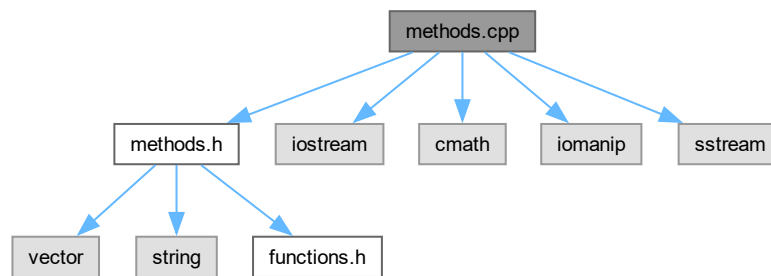 methods.cpp
methods.h
iostream
cmath
iomanip
sstream
vector
string
functions.h